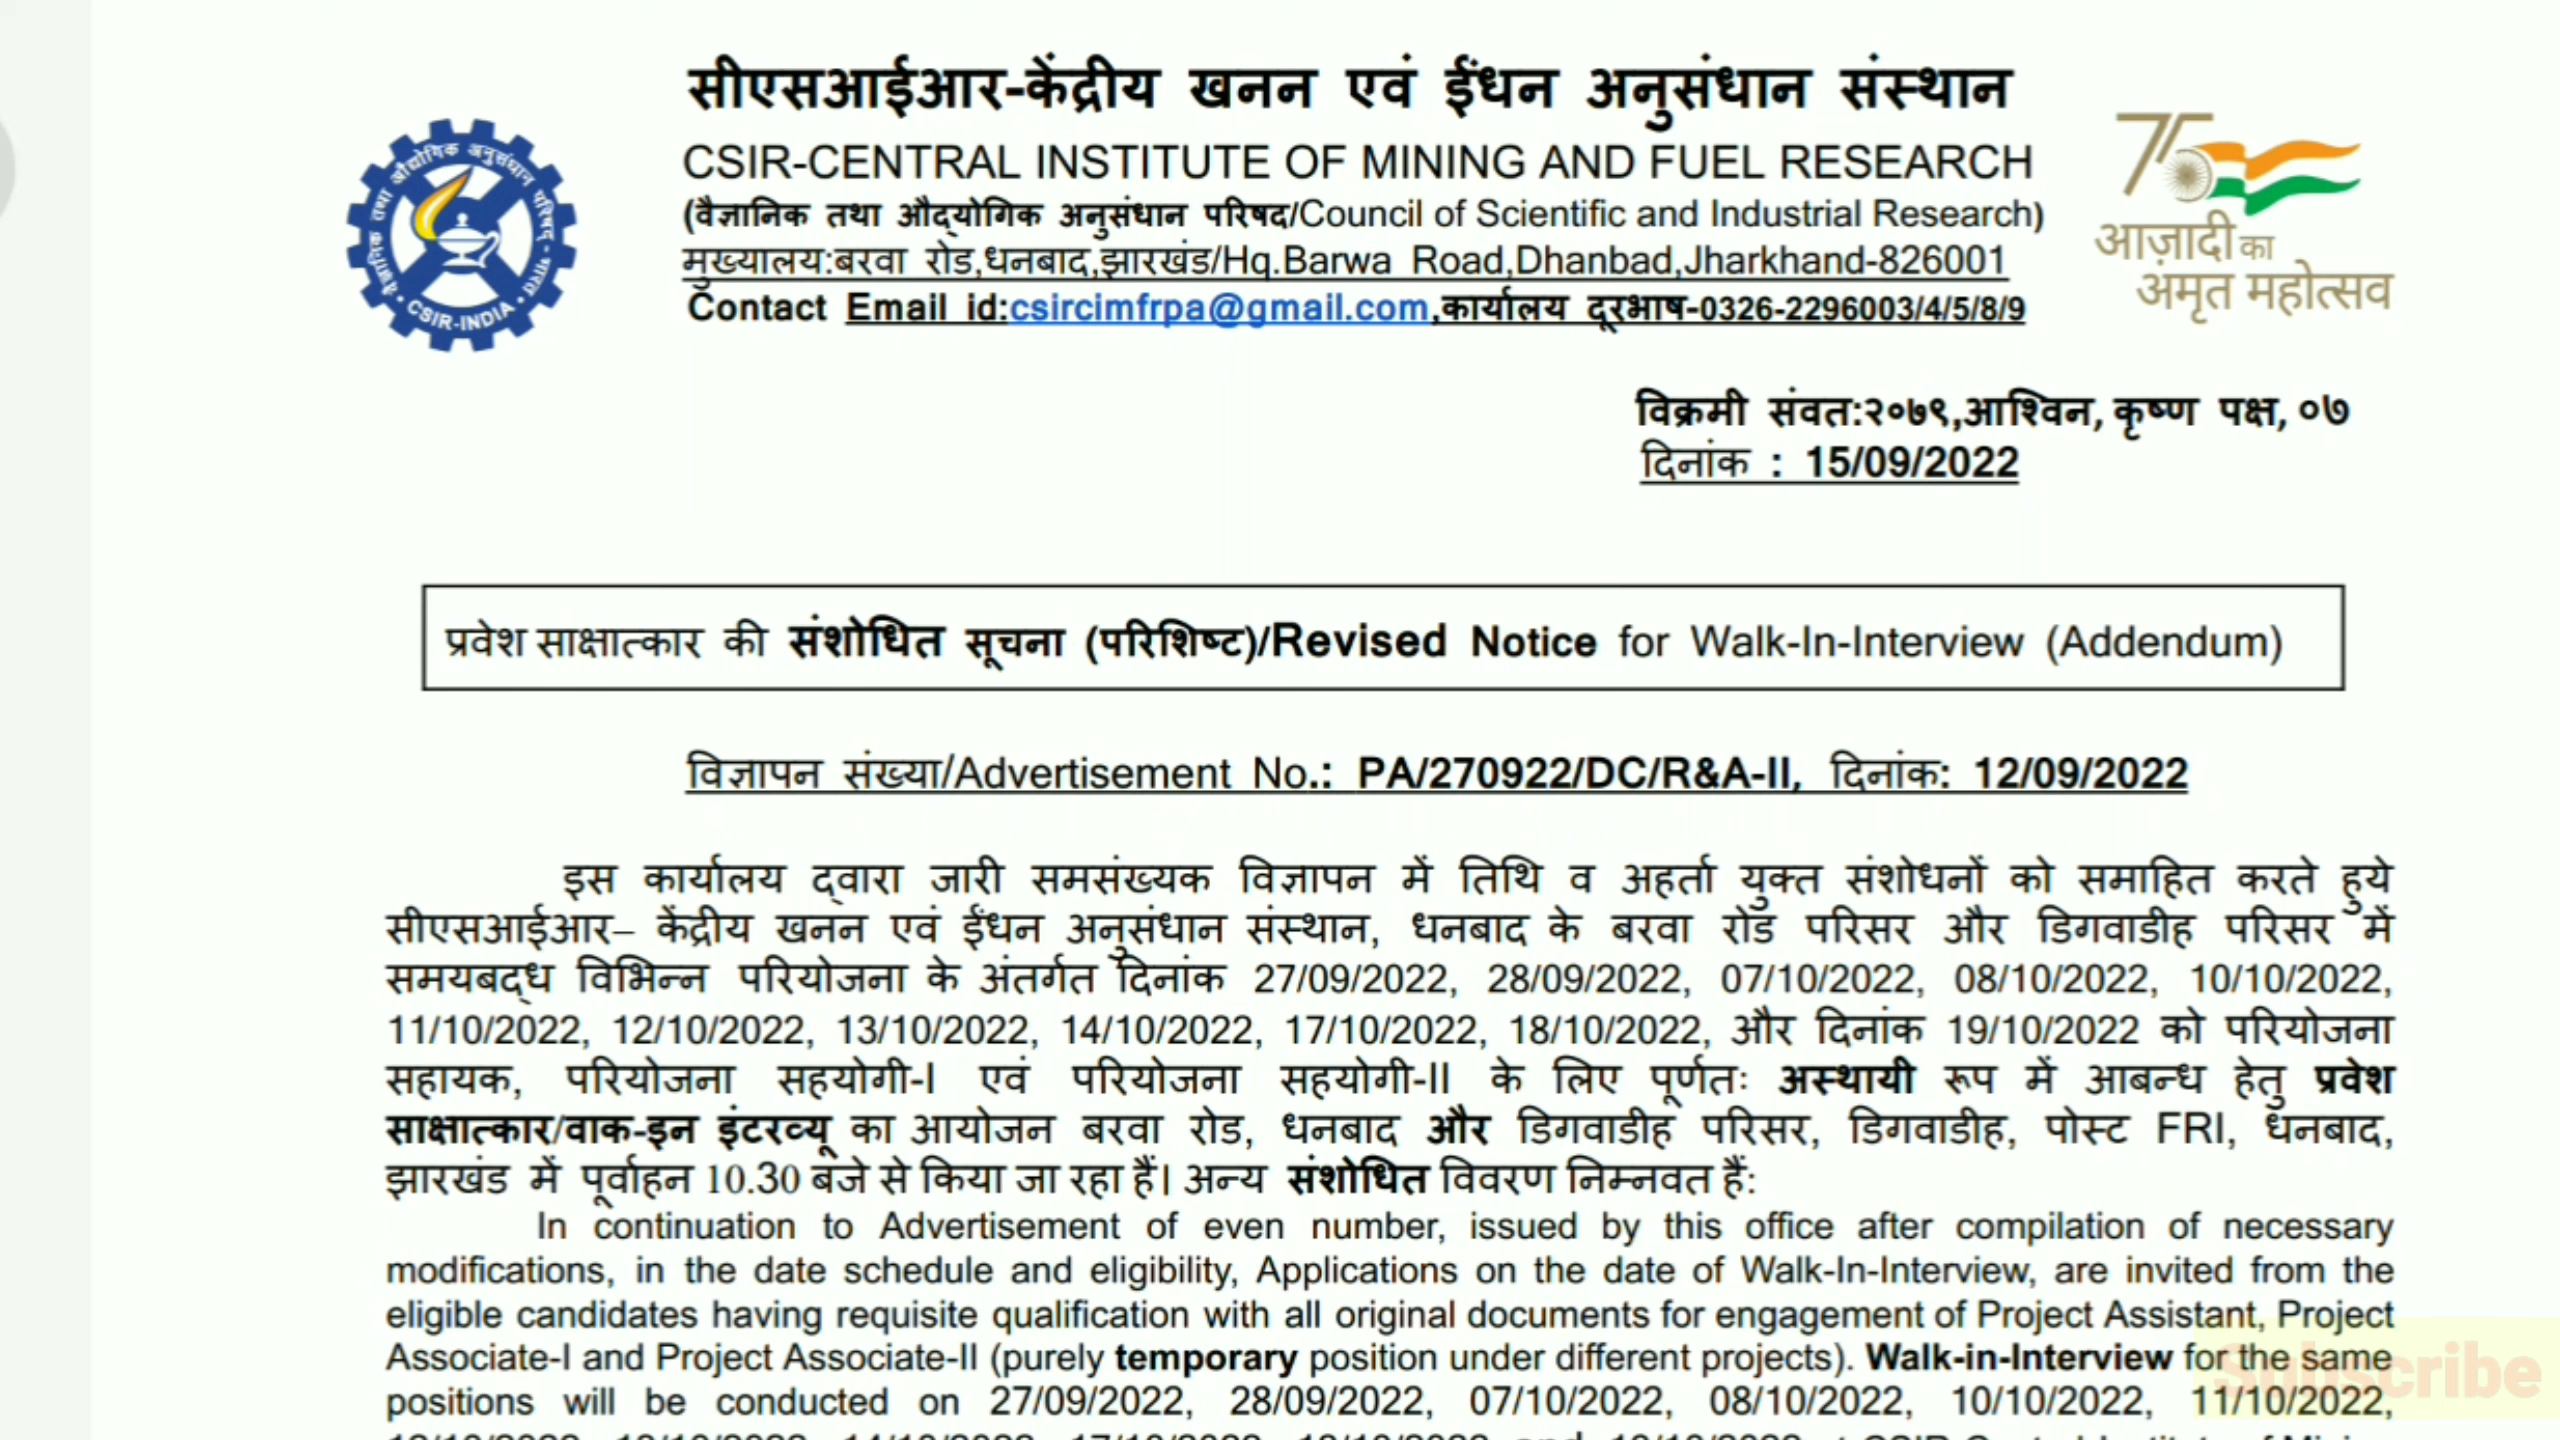 सीएसआईआर-केंद्रीय खनन एवं ईंधन अनुसंधान संस्थान
CSIR-CENTRAL INSTITUTE OF MINING AND FUEL RESEARCH
(वैज्ञानिक तथा औद्योगिक अनुसंधान परिषद/Council of Scientific and Industrial Research)
मुख्यालय:बरवा रोड,धनबाद,झारखंड/Hq.Barwa Road,Dhanbad,Jharkhand-826001
Contact Email id:csircimfrpa@gmail.com,कार्यालय दूरभाष-0326-2296003/4/5/8/9
तथा औद्योगिक अनुसंधान परिषद
CSIR-INDIA
75
आज़ादी का
अमृत महोत्सव
विक्रमी संवत:२०७९,आश्विन, कृष्ण पक्ष, ०७
दिनांक : 15/09/2022
प्रवेश साक्षात्कार की संशोधित सूचना (परिशिष्ट)/Revised Notice for Walk-In-Interview (Addendum)
विज्ञापन संख्या/Advertisement No.: PA/270922/DC/R&A-II, दिनांक: 12/09/2022
इस कार्यालय द्वारा जारी समसंख्यक विज्ञापन में तिथि व अहर्ता युक्त संशोधनों को समाहित करते हुये
सीएसआईआर– केंद्रीय खनन एवं ईंधन अनुसंधान संस्थान, धनबाद के बरवा रोड परिसर और डिगवाडीह परिसर में
समयबद्ध विभिन्न परियोजना के अंतर्गत दिनांक 27/09/2022, 28/09/2022, 07/10/2022, 08/10/2022, 10/10/2022,
11/10/2022, 12/10/2022, 13/10/2022, 14/10/2022, 17/10/2022, 18/10/2022, और दिनांक 19/10/2022 को परियोजना
सहायक, परियोजना सहयोगी-I एवं परियोजना सहयोगी-II के लिए पूर्णतः अस्थायी रूप में आबन्ध हेतु प्रवेश
साक्षात्कार/वाक-इन इंटरव्यू का आयोजन बरवा रोड, धनबाद और डिगवाडीह परिसर, डिगवाडीह, पोस्ट FRI, धनबाद,
झारखंड में पूर्वाहन 10.30 बजे से किया जा रहा हैं। अन्य संशोधित विवरण निम्नवत हैं:
In continuation to Advertisement of even number, issued by this office after compilation of necessary
modifications, in the date schedule and eligibility, Applications on the date of Walk-In-Interview, are invited from the
eligible candidates having requisite qualification with all original documents for engagement of Project Assistant, Project
Associate-I and Project Associate-II (purely temporary position under different projects). Walk-in-Interview for the same
positions will be conducted on 27/09/2022, 28/09/2022, 07/10/2022, 08/10/2022, 10/10/2022, 11/10/2022,
Subscribe